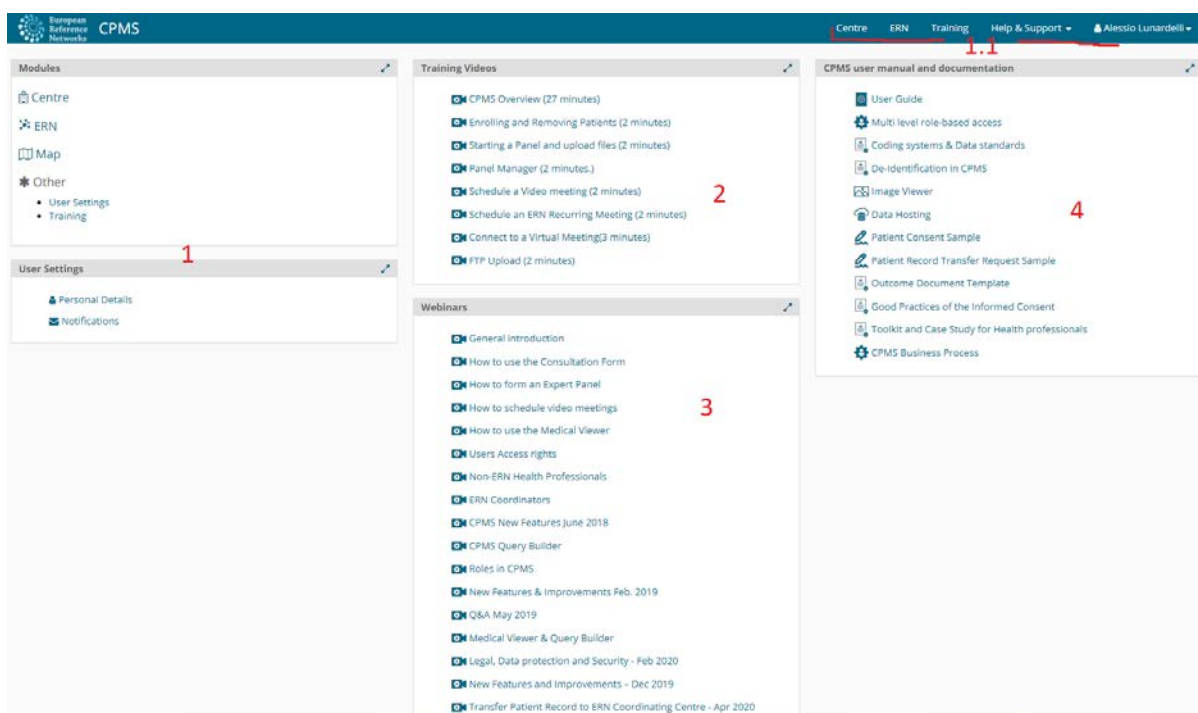 European
Reference
Networks
CPMS
Centre ERN Training Help & Support Alessio Lunardelli
1.1
Modules
Centre
ERN
Map
Other
User Settings
Training
1
User Settings
Personal Details
Notifications
Training Videos
CPMS Overview (27 minutes)
Enrolling and Removing Patients (2 minutes)
Starting a Panel and upload files (2 minutes)
Panel Manager (2 minutes.)
Schedule a Video meeting (2 minutes)
Schedule an ERN Recurring Meeting (2 minutes)
Connect to a Virtual Meeting(3 minutes)
FTP Upload (2 minutes)
2
Webinars
General introduction
How to use the Consultation Form
How to form an Expert Panel
How to schedule video meetings
How to use the Medical Viewer
Users Access rights
Non-ERN Health Professionals
ERN Coordinators
CPMS New Features June 2018
CPMS Query Builder
Roles in CPMS
New Features & Improvements Feb. 2019
Q&A May 2019
Medical Viewer & Query Builder
Legal, Data protection and Security - Feb 2020
New Features and Improvements – Dec 2019
Transfer Patient Record to ERN Coordinating Centre - Apr 2020
3
CPMS user manual and documentation
User Guide
Multi level role-based access
Coding systems & Data standards
De-Identification in CPMS
Image Viewer
Data Hosting
Patient Consent Sample
Patient Record Transfer Request Sample
Outcome Document Template
Good Practices of the Informed Consent
Toolkit and Case Study for Health professionals
CPMS Business Process
4